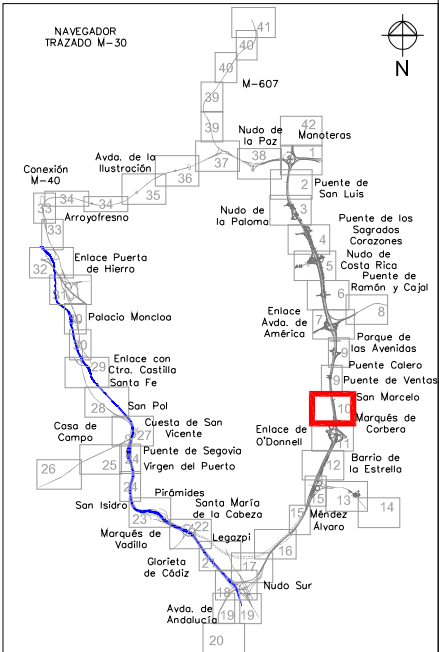 NAVEGADOR
TRAZADO M-30
N
41
40
40
M-607
39
39
Nudo de
la Paz
42
Manoteras
1
38
37
Avda. de la
Ilustración
36
35
34
34
Arroyofresno
Conexión
M-40
33
33
2
Puente de
San Luis
3
Nudo de
la Paloma
Puente de los
Sagrados
Corazones
4
Nudo de
Costa Rica
5
Puente de
Ramón y Cajal
6
8
7
Enlace
Avda. de
América
Enlace Puerta
de Hierro
32
31
Palacio Moncloa
30
30
Parque de
las Avenidas
9
Puente Calero
9
Puente de Ventas
Enlace con
Ctra. Castilla
29
Santa Fe
San Marcelo
10
Marqués de
Corbera
28
San Pol
Cuesta de San
Vicente
27
Casa de
Campo
Enlace de
O'Donnell
11
12
Barrio de
la Estrella
Puente de Segovia
24
25
26
Virgen del Puerto
24
13
14
15
15
Méndez
Álvaro
Pirámides
San Isidro
23
Santa María
de la Cabeza
22
Marqués de
Vadillo
Legazpi
16
17
Glorieta
de Cádiz
21
18
Nudo Sur
Avda. de
Andalucía
19
19
20